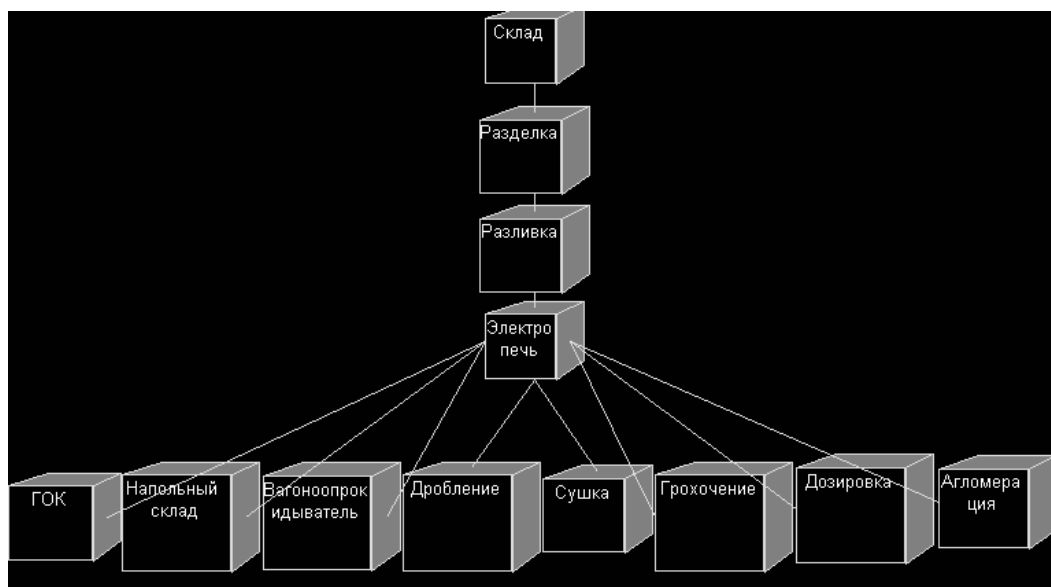 Склад
Разделка
Разливка
Электро
печь
ГОК
Напольный
склад
Вагоноопрок
идыватель
Дробление
Сушка
Грохочение
Дозировка
Агломера
ция